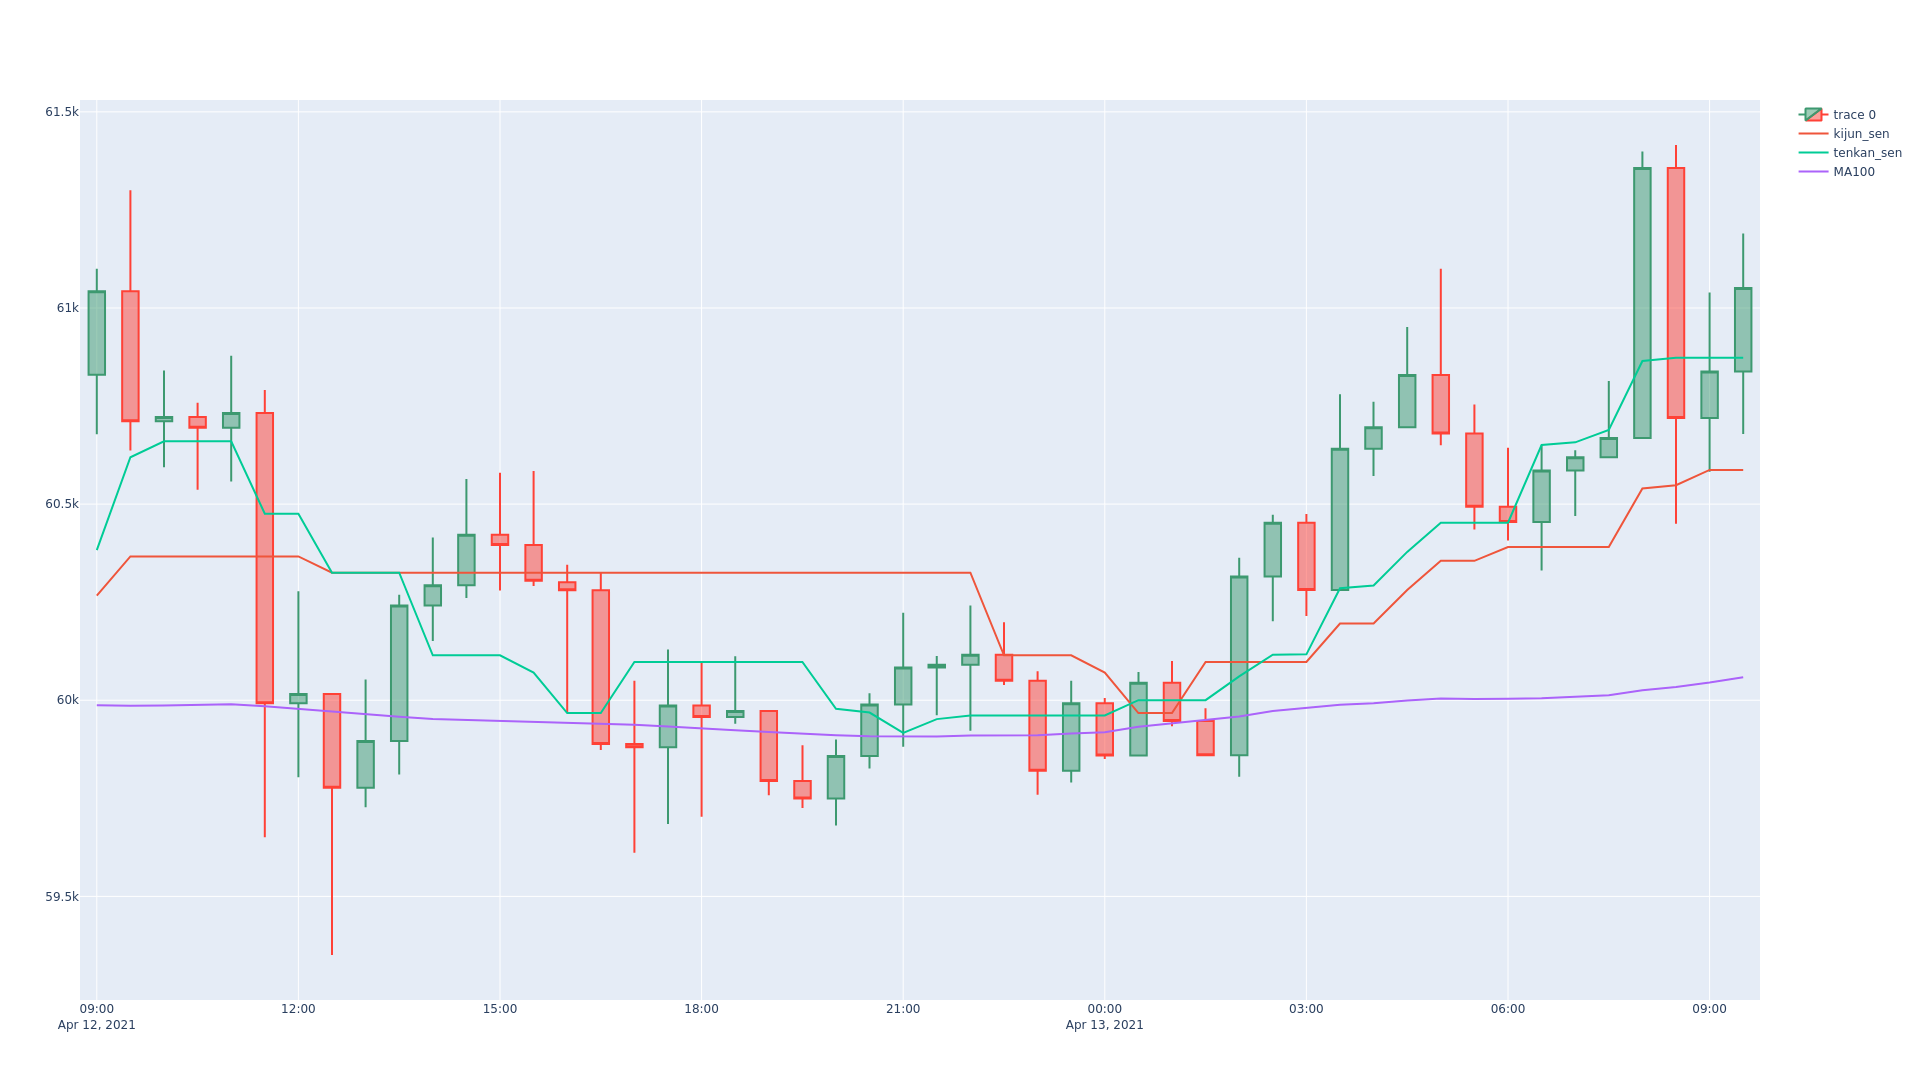 61.5k
61k
60.5k
60k
59.5k
09:00
Apr 12, 2021
12:00
15:00
18:00
21:00
00:00
Apr 13, 2021
03:00
06:00
09:00
trace 0
kijun_sen
tenkan_sen
MA100